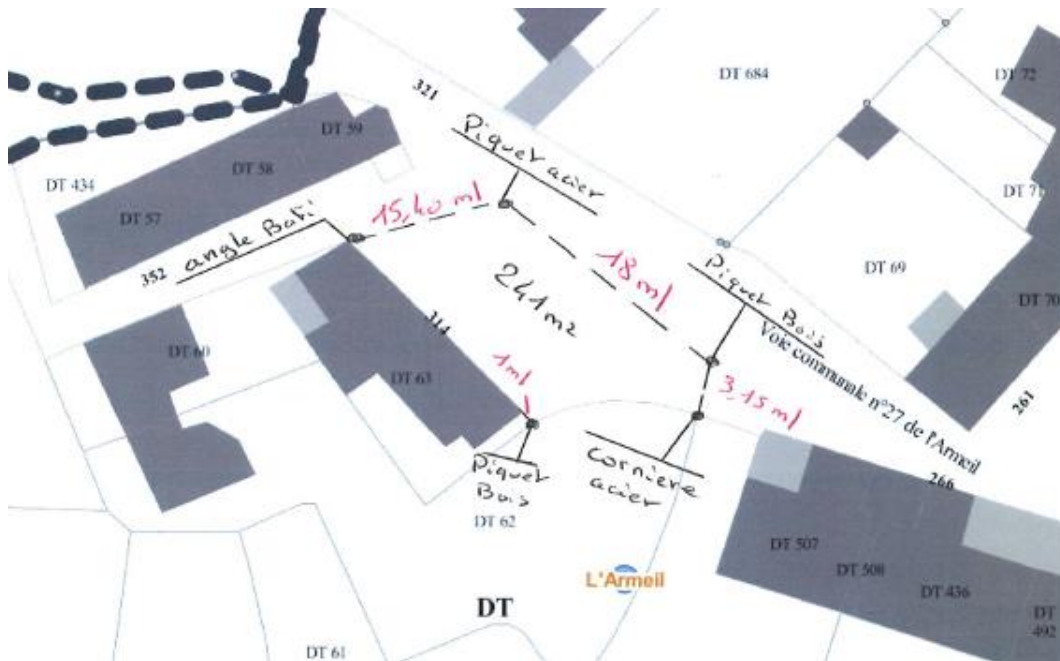 321
DT 684
DT 72
Piquet acier
DT 59
DT 434
DT 58
DT 71
DT 57
15,40 ml
angle Bati
352
18 ml
DT 69
241 m2
Piquet Bois
DT 70
314
Voie communale n°27 de l'Armeil
DT 60
DT 63
1ml
3,15 ml
261
266
Piquet
Bois
Cornière
acier
DT 62
DT 507
DT 508
L'Armeil
DT 436
DT
DT
492
DT 61